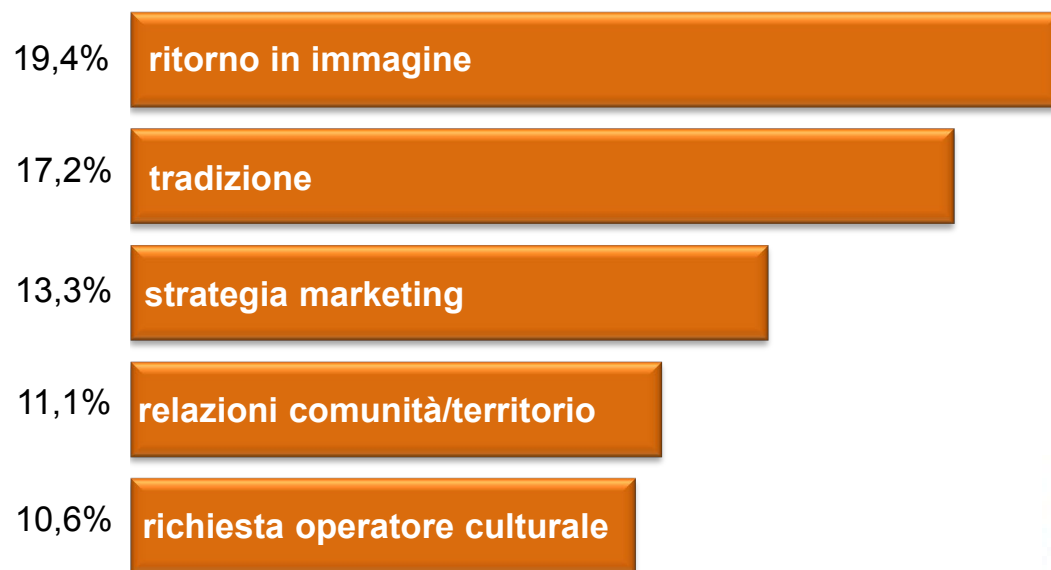 19,4% ritorno in immagine
17,2% tradizione
13,3% strategia marketing
11,1% relazioni comunità/territorio
10,6% richiesta operatore culturale